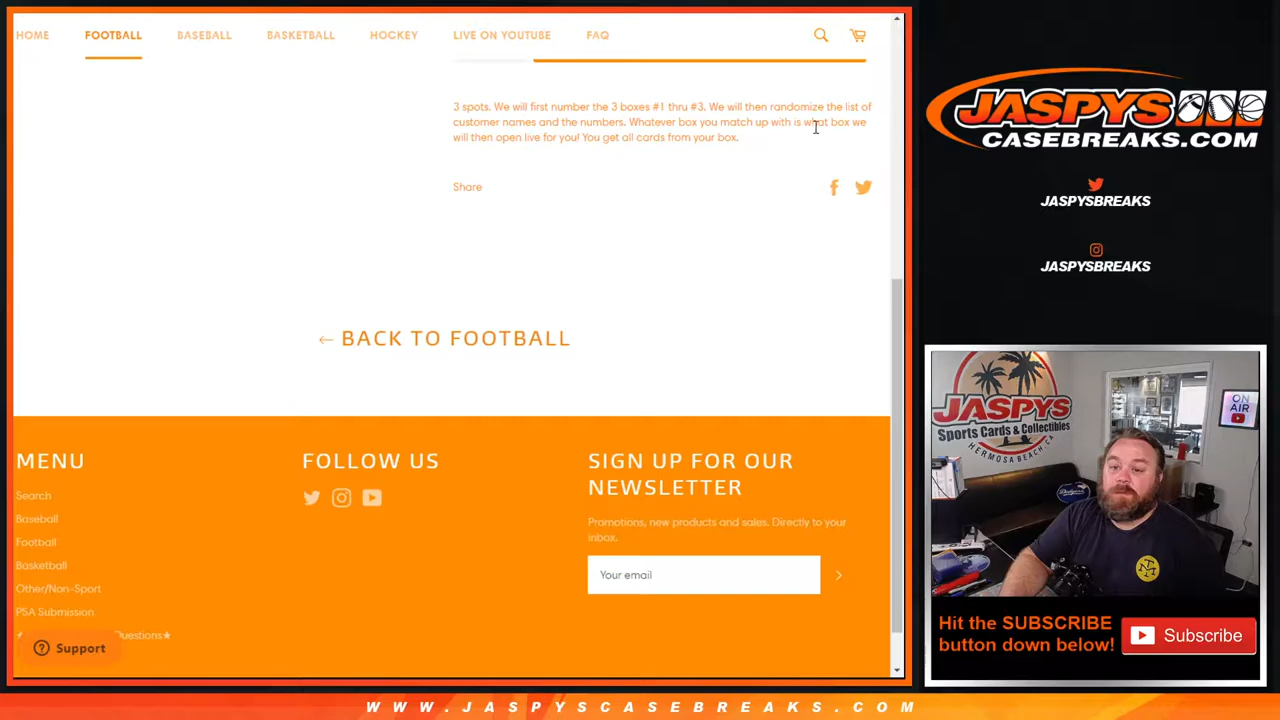 HOME FOOTBALL BASEBALL BASKETBALL HOCKEY LIVE ON YOUTUBE FAQ
3 spots. We will first number the 3 boxes #1 thru #3. We will then randomize the list of
customer names and the numbers. Whatever box you match up with is what box we
will then open live for you! You get all cards from your box.
Share
← BACK TO FOOTBALL
MENU
Search
Baseball
Football
Basketball
Other/Non-Sport
PSA Submission
Questions★
Support
FOLLOW US
SIGN UP FOR OUR
NEWSLETTER
Promotions, new products and sales. Directly to your
inbox.
Your email
JASPYS
CASEBREAKS.COM
JASPYSBREAKS
JASPYSBREAKS
JASPYS
Sports Cards & Collectibles
HERMOSA BEACH, CA
ON
AIR
Dodgers
Hit the SUBSCRIBE
button down below!
Subscribe
WWW.JASPYSCASEBREAKS.COM